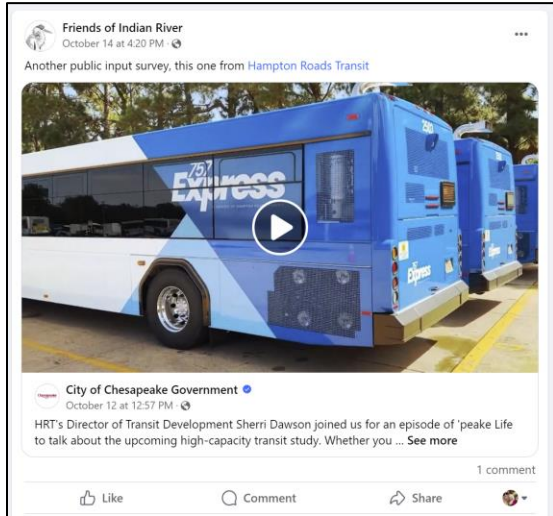 Friends of Indian River
October 14 at 4:20 PM ·
Another public input survey, this one from Hampton Roads Transit
757
Express
2503
757
Express
City of Chesapeake Government
October 12 at 12:57 PM ·
HRT's Director of Transit Development Sherri Dawson joined us for an episode of 'peake Life
to talk about the upcoming high-capacity transit study. Whether you ... See more
1 comment
Like Comment Share